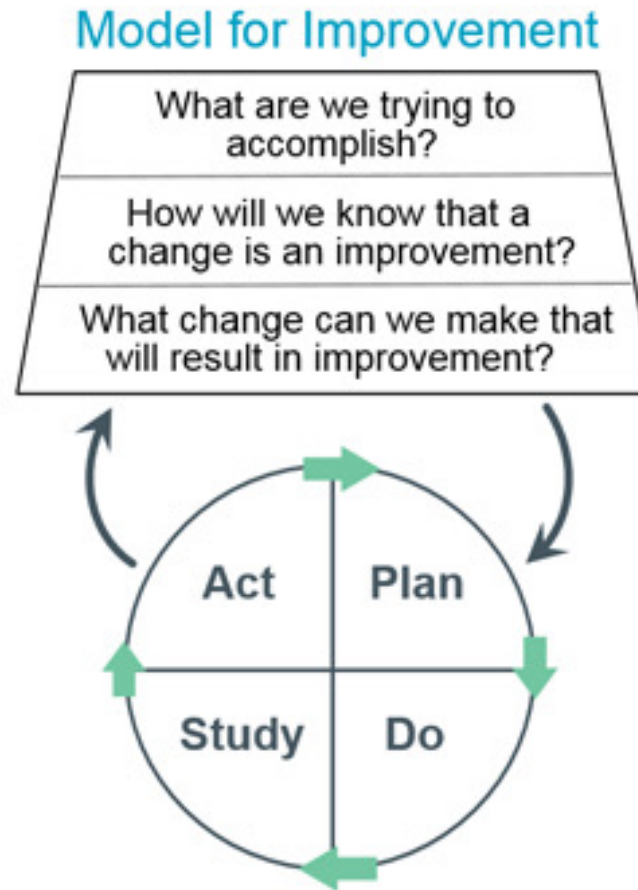 Model for Improvement
What are we trying to
accomplish?
How will we know that a
change is an improvement?
What change can we make that
will result in improvement?
Act
Plan
Study
Do